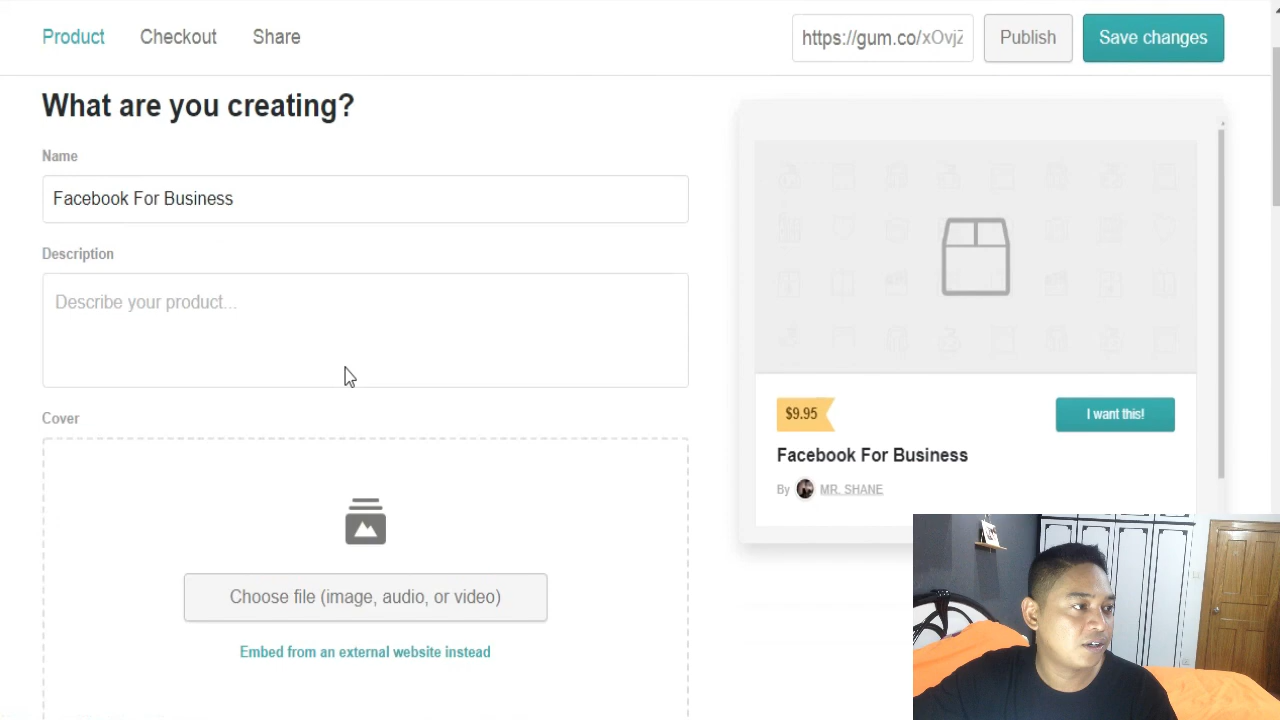 Product Checkout Share https://gum.co/xOvjZ Publish Save changes
What are you creating?
Name
Facebook For Business
Description
Describe your product...
Cover
Choose file (image, audio, or video)
Embed from an external website instead
$9.95 I want this!
Facebook For Business
By MR. SHANE